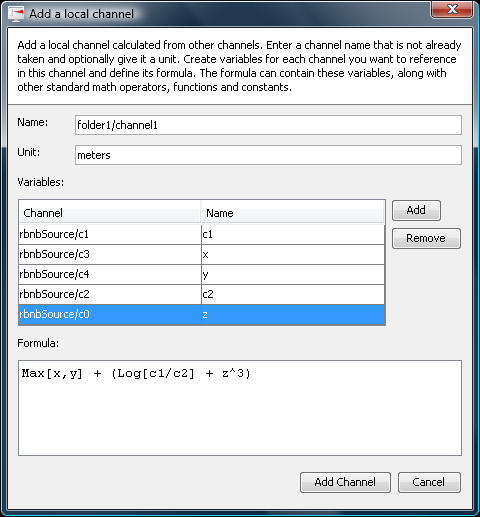 Add a local channel
Add a local channel calculated from other channels. Enter a channel name that is not already
taken and optionally give it a unit. Create variables for each channel you want to reference
in this channel and define its formula. The formula can contain these variables, along with
other standard math operators, functions and constants.
Name: folder1/channel1
Unit: meters
Variables:
Channel Name Add
rbnbSource/c1 c1 Remove
rbnbSource/c3 x
rbnbSource/c4 y
rbnbSource/c2 c2
rbnbSource/c0 z
Formula:
Max[x,y] + (Log[c1/c2] + z^3)
Add Channel Cancel